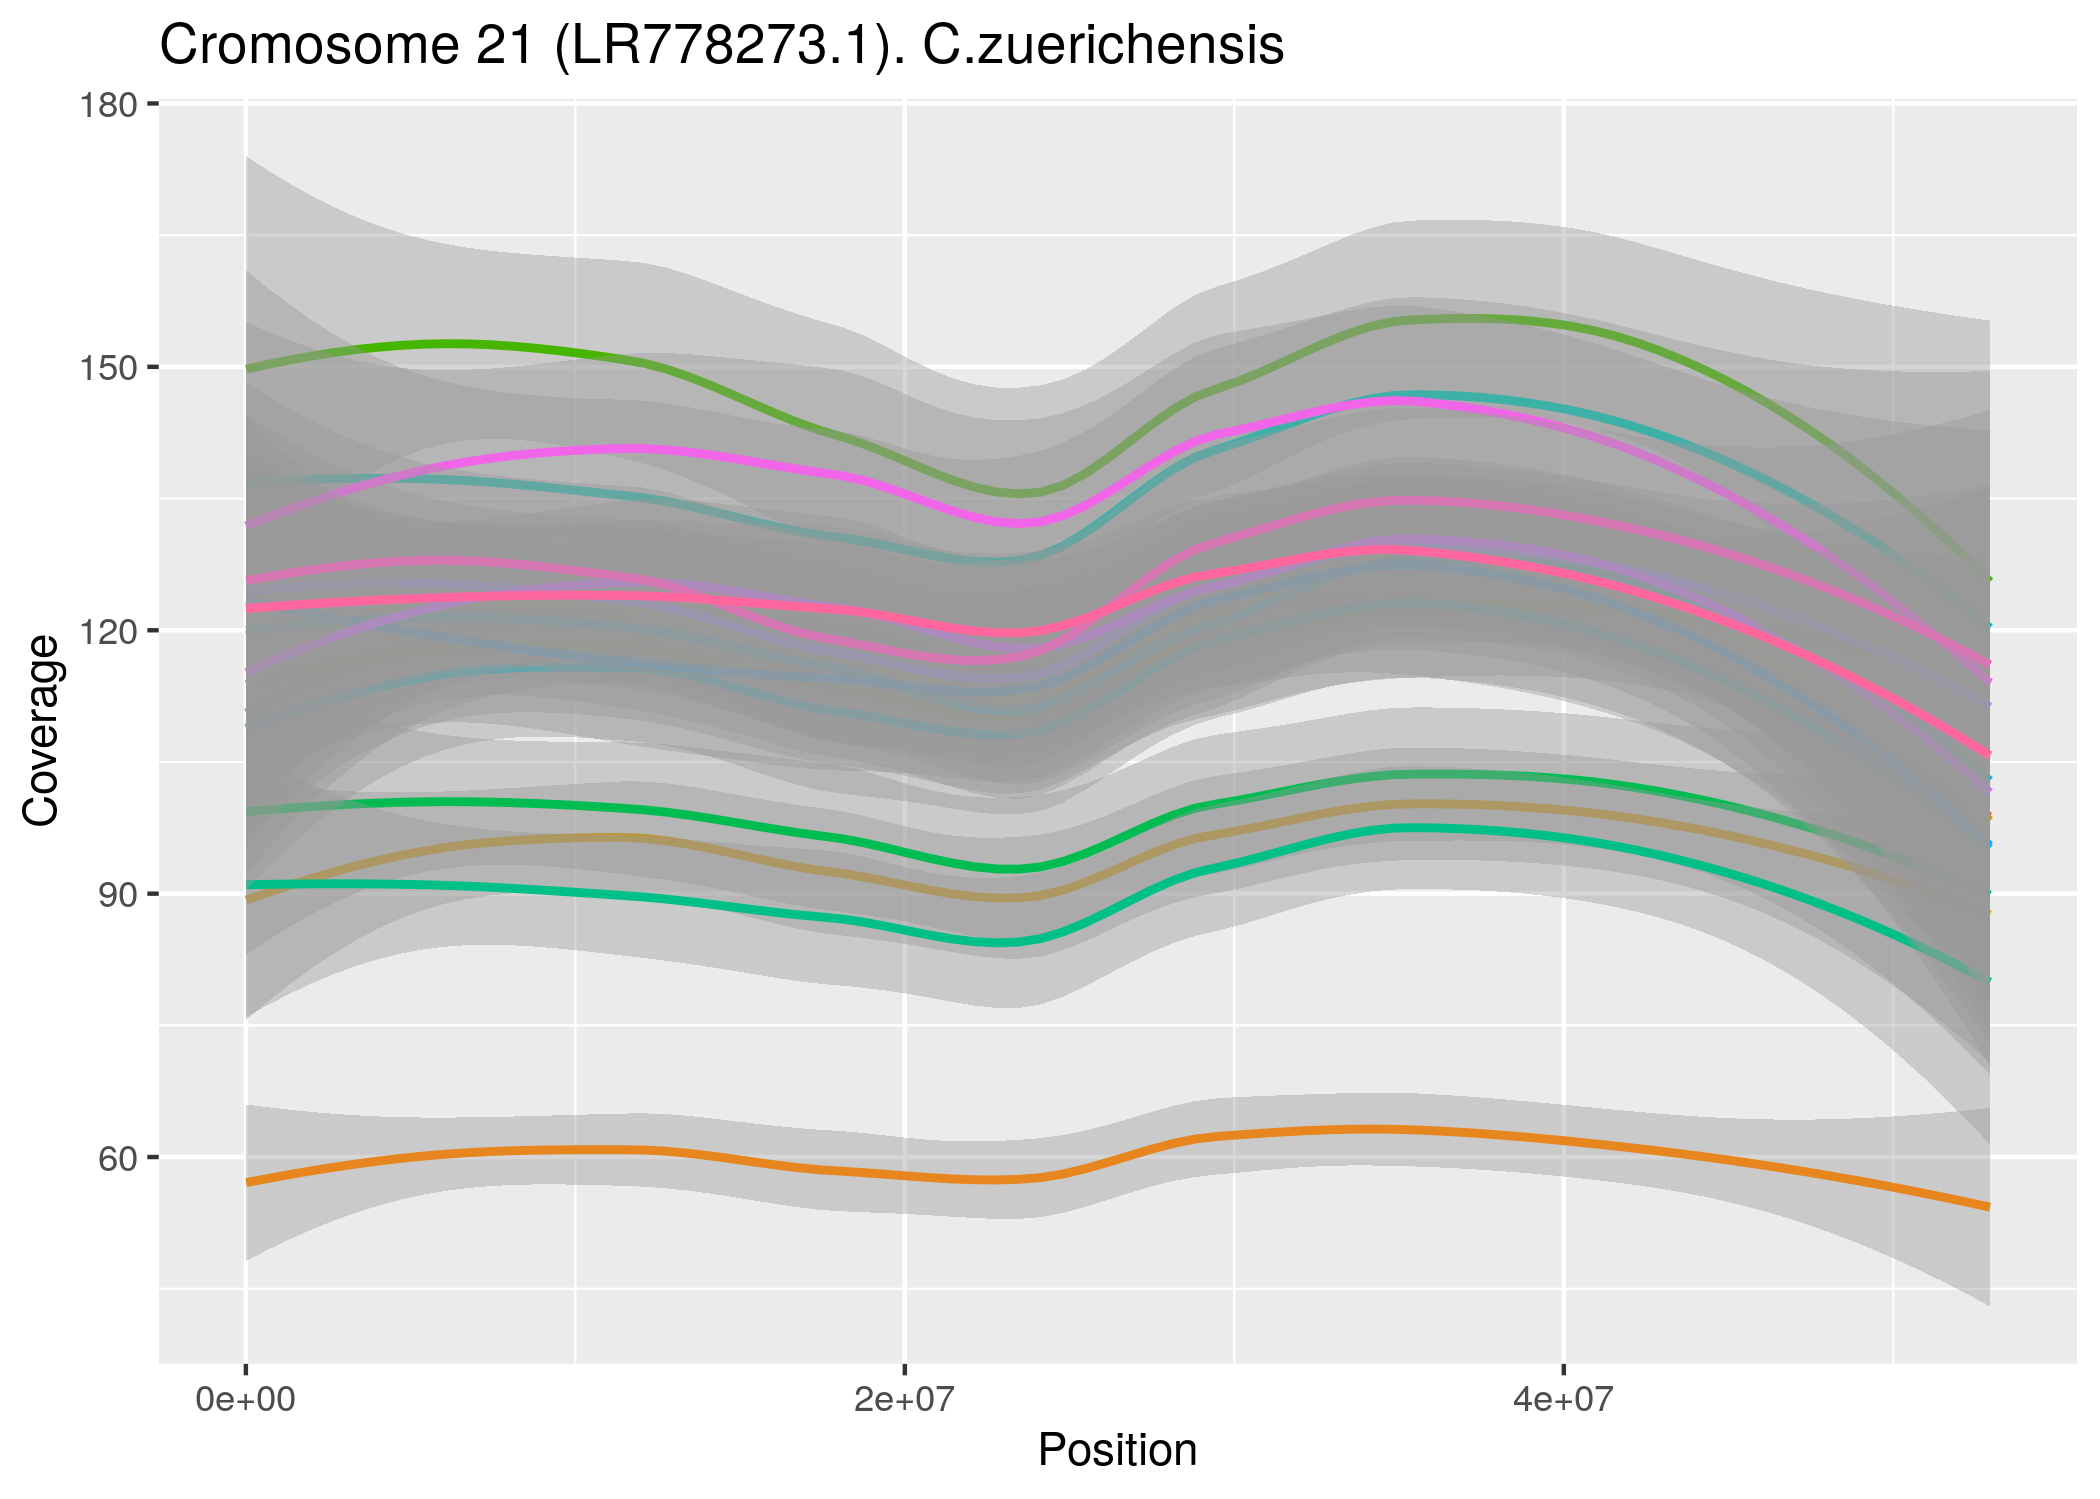 Cromosome 21 (LR778273.1). C.zuerichensis
180
150
120
90
60
Coverage
0e+00
2e+07
4e+07
Position